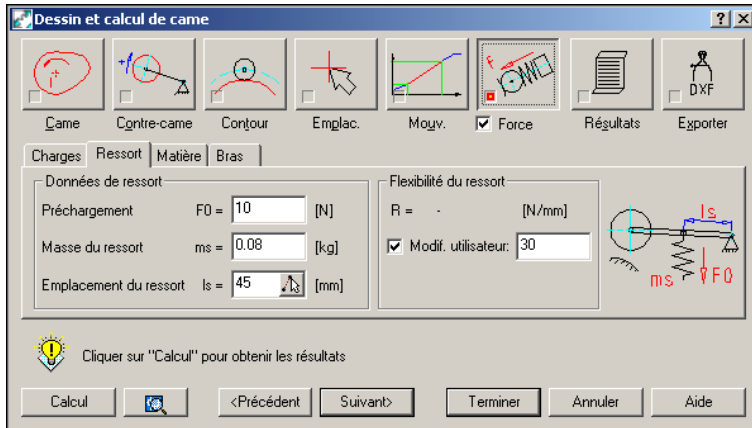 Dessin et calcul de came
+f
F
DXF
Came Contre-came Contour Emplac. Mouv. Force Résultats Exporter
Charges Ressort Matière Bras
Données de ressort
Préchargement F0 = 10 [N]
Masse du ressort ms = 0.08 [kg]
Emplacement du ressort ls = 45 [mm]
Flexibilité du ressort
R = - [N/mm]
Modif. utilisateur: 30
ls
ms F0
Cliquer sur "Calcul" pour obtenir les résultats
Calcul <Précédent Suivant> Terminer Annuler Aide